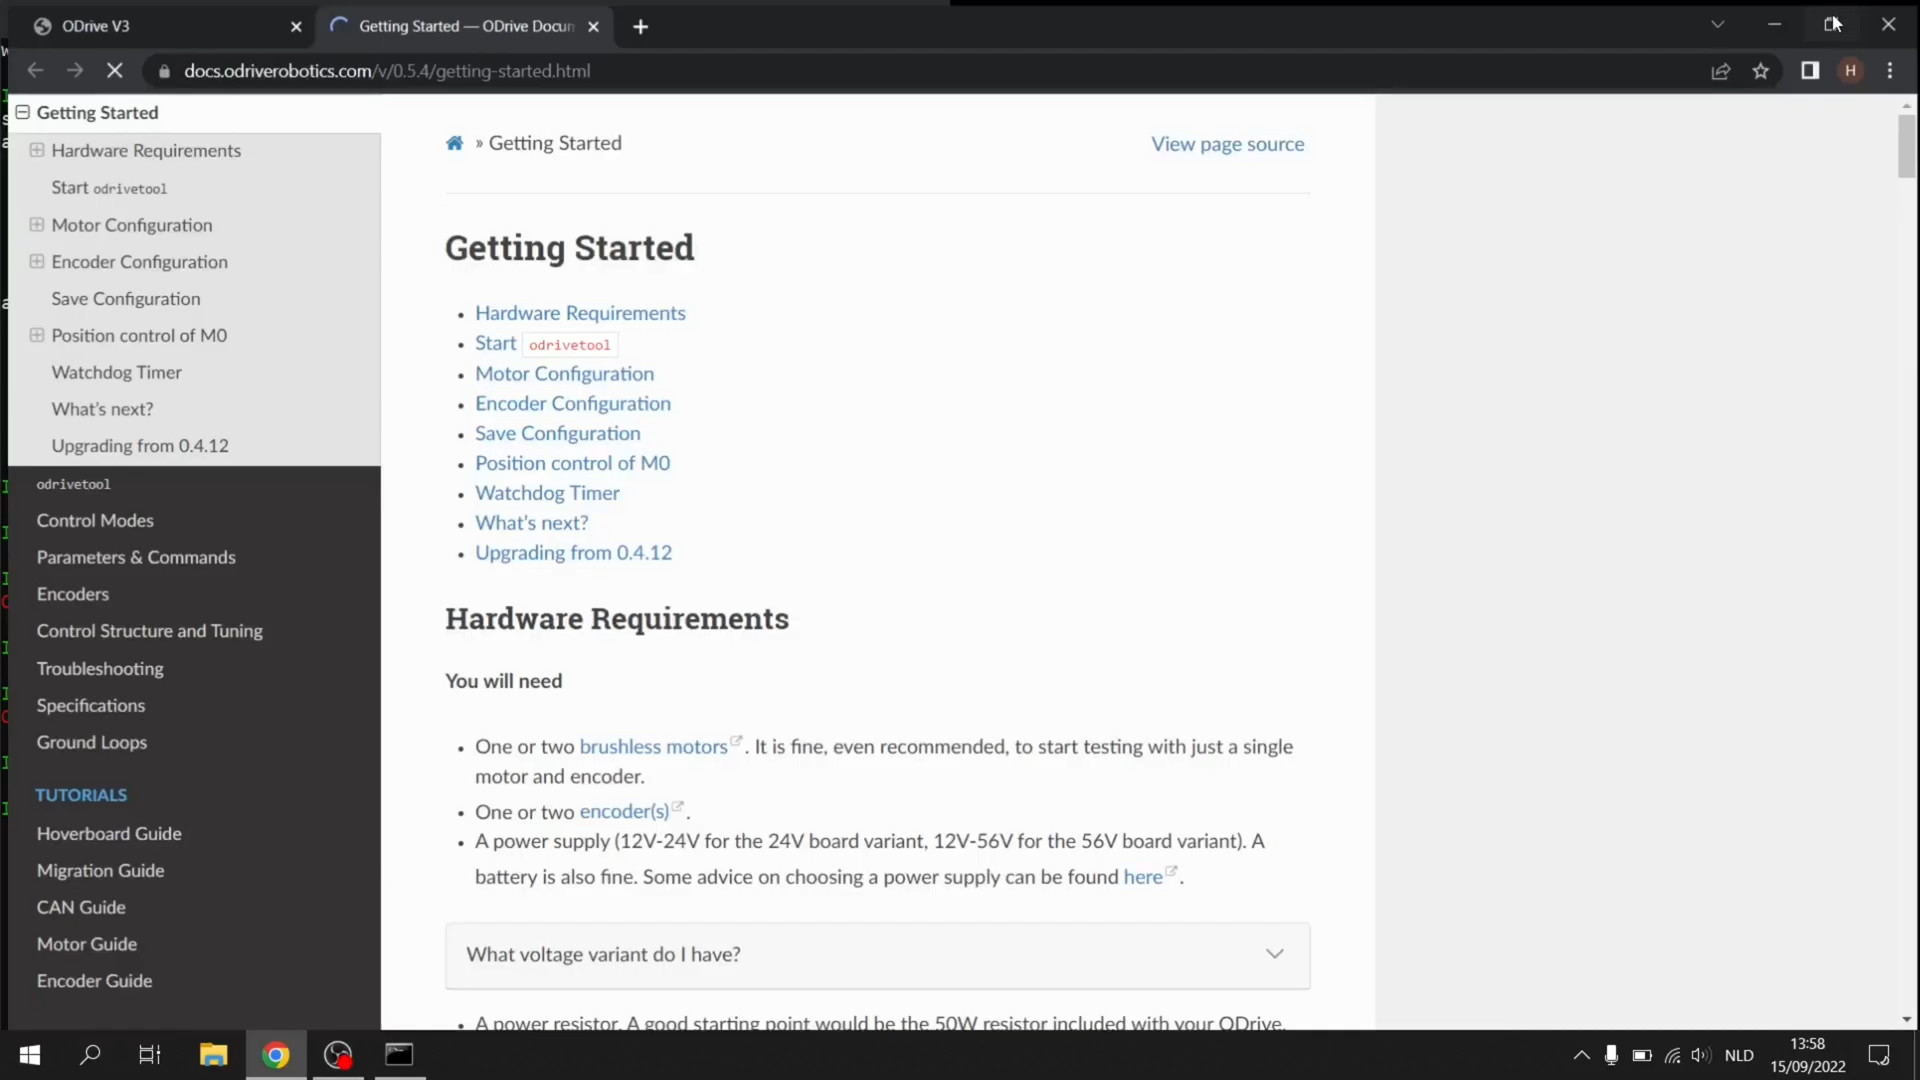 ODrive V3
Getting Started — ODrive Docum
docs.odriverobotics.com/v/0.5.4/getting-started.html
H
Getting Started
Hardware Requirements
Start odrivetool
Motor Configuration
Encoder Configuration
Save Configuration
Position control of M0
Watchdog Timer
What's next?
Upgrading from 0.4.12
odrivetool
Control Modes
Parameters & Commands
Encoders
Control Structure and Tuning
Troubleshooting
Specifications
Ground Loops
TUTORIALS
Hoverboard Guide
Migration Guide
CAN Guide
Motor Guide
Encoder Guide
» Getting Started
View page source
Getting Started
• Hardware Requirements
• Start odrivetool
• Motor Configuration
• Encoder Configuration
• Save Configuration
• Position control of M0
• Watchdog Timer
• What's next?
• Upgrading from 0.4.12
Hardware Requirements
You will need
• One or two brushless motors. It is fine, even recommended, to start testing with just a single
motor and encoder.
• One or two encoder(s).
• A power supply (12V-24V for the 24V board variant, 12V-56V for the 56V board variant). A
battery is also fine. Some advice on choosing a power supply can be found here.
What voltage variant do I have?
• A power resistor. A good starting point would be the 50W resistor included with your ODrive.
NLD
13:58
15/09/2022